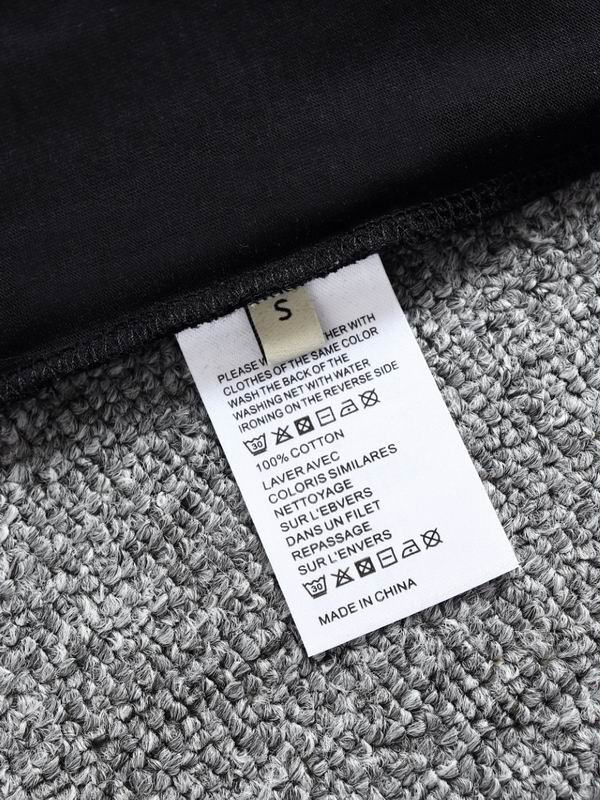 S
PLEASE W HER WITH
CLOTHES OF THE SAME COLOR
WASH THE BACK OF THE
WASHING NET WITH WATER
IRONING ON THE REVERSE SIDE
30
100% COTTON
LAVER AVEC
COLORIS SIMILARES
NETTOYAGE
SUR L'EBVERS
DANS UN FILET
REPASSAGE
SUR L'ENVERS
30
MADE IN CHINA